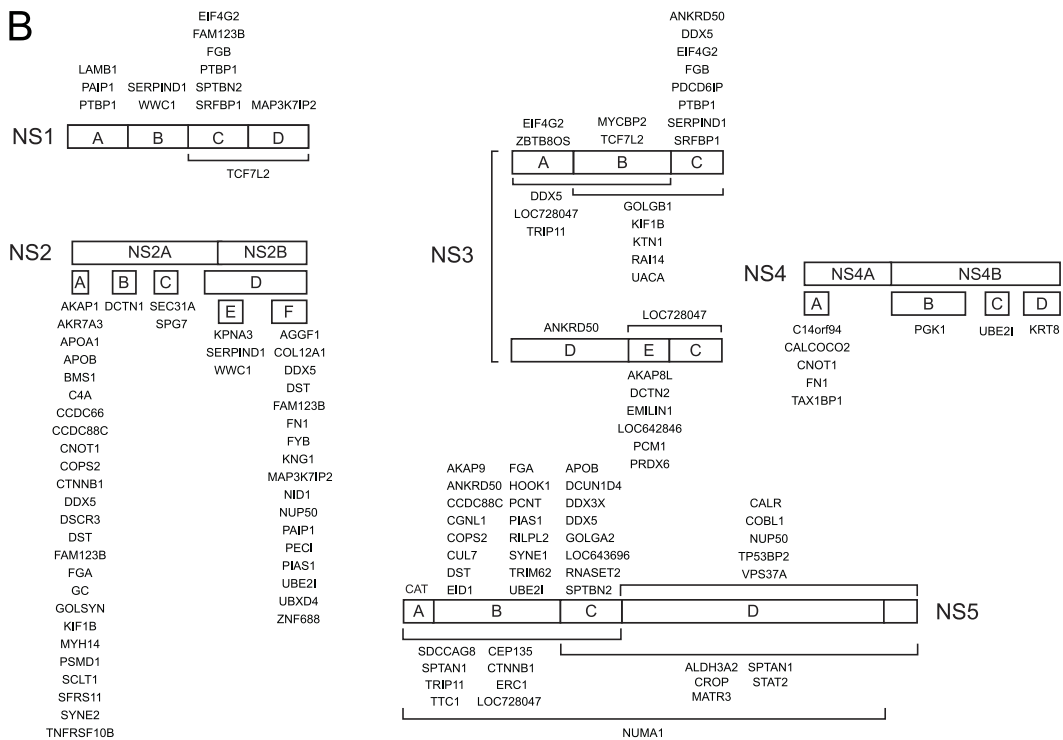 B
EIF4G2
FAM123B
FGB
PTBP1
SPTBN2
SRFBP1
LAMB1
PAIP1
PTBP1
SERPIND1
WWC1
MAP3K7IP2
NS1
A B C D
TCF7L2
NS2
NS2A NS2B
A B C D
E F
AKAP1
AKR7A3
APOA1
APOB
BMS1
C4A
CCDC66
CCDC88C
CNOT1
COPS2
CTNNB1
DDX5
DSCR3
DST
FAM123B
FGA
GC
GOLSYN
KIF1B
MYH14
PSMD1
SCLT1
SFRS11
SYNE2
TNFRSF10B
DCTN1
SEC31A
SPG7
KPNA3
SERPIND1
WWC1
AGGF1
COL12A1
DDX5
DST
FAM123B
FN1
FYB
KNG1
MAP3K7IP2
NID1
NUP50
PAIP1
PECI
PIAS1
UBE2I
UBXD4
ZNF688
NS3
EIF4G2
ZBTB8OS
MYCBP2
TCF7L2
ANKRD50
DDX5
EIF4G2
FGB
PDCD6IP
PTBP1
SERPIND1
SRFBP1
A B C
DDX5
LOC728047
TRIP11
GOLGB1
KIF1B
KTN1
RAI14
UACA
ANKRD50
LOC728047
D E C
AKAP8L
DCTN2
EMILIN1
LOC642846
PCM1
PRDX6
NS4
NS4A NS4B
A B C D
C14orf94
CALCOCO2
CNOT1
FN1
TAX1BP1
PGK1
UBE2I
KRT8
AKAP9 FGA APOB
ANKRD50 HOOK1 DCUN1D4
CCDC88C PCNT DDX3X
CGNL1 PIAS1 DDX5
COPS2 RILPL2 GOLGA2
CUL7 SYNE1 LOC643696
DST TRIM62 RNASET2
EID1 UBE2I SPTBN2
CALR
COBL1
NUP50
TP53BP2
VPS37A
CAT
A B C D
NS5
SDCCAG8 CEP135
SPTAN1 CTNNB1
TRIP11 ERC1
TTC1 LOC728047
ALDH3A2 SPTAN1
CROP STAT2
MATR3
NUMA1